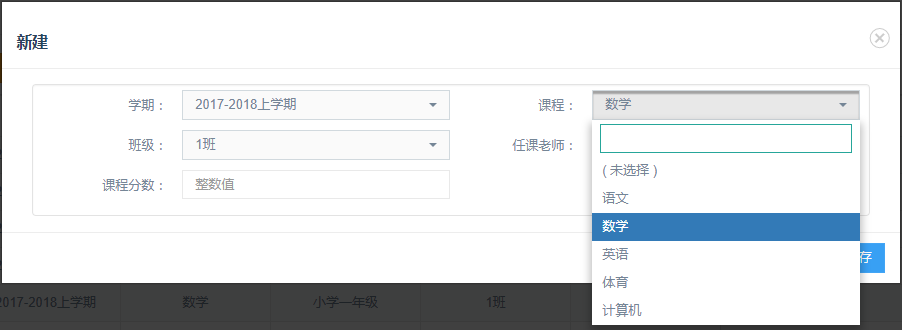 新建
学期： 2017-2018上学期 课程： 数学
班级： 1班 任课老师：
课程分数： 整数值
( 未选择 )
语文
数学
英语
体育
计算机
存
2017-2018上学期 数学 小学一年级 1班